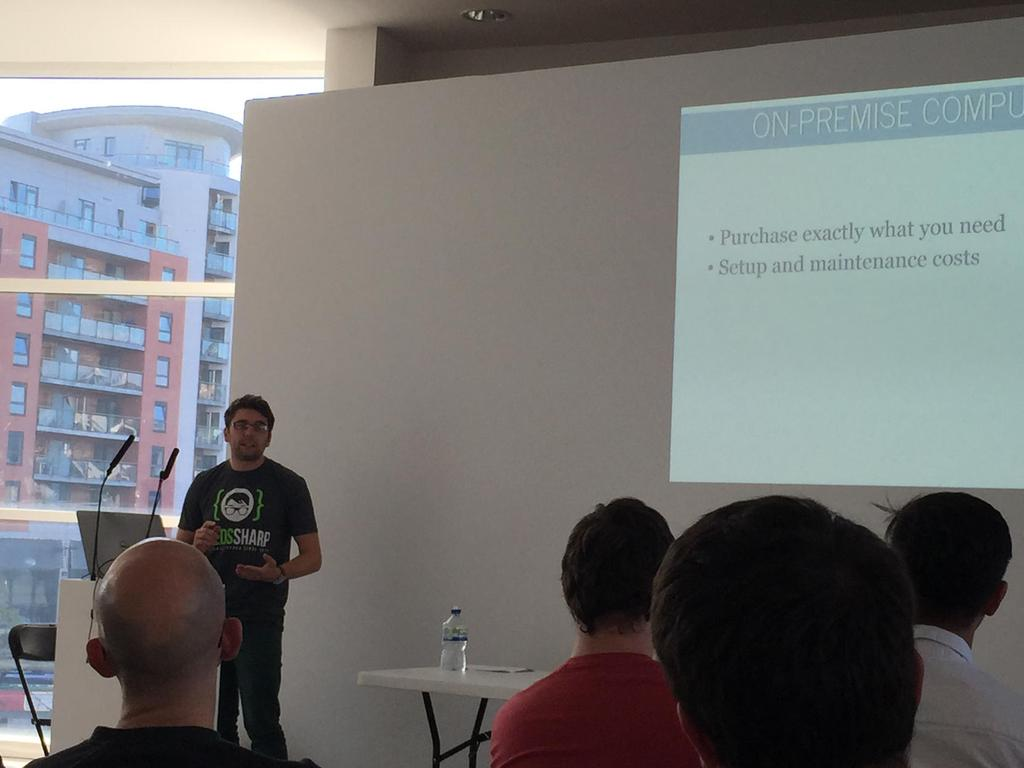 ON-PREMISE COMPU
• Purchase exactly what you need
• Setup and maintenance costs
{ }
DSSHARP